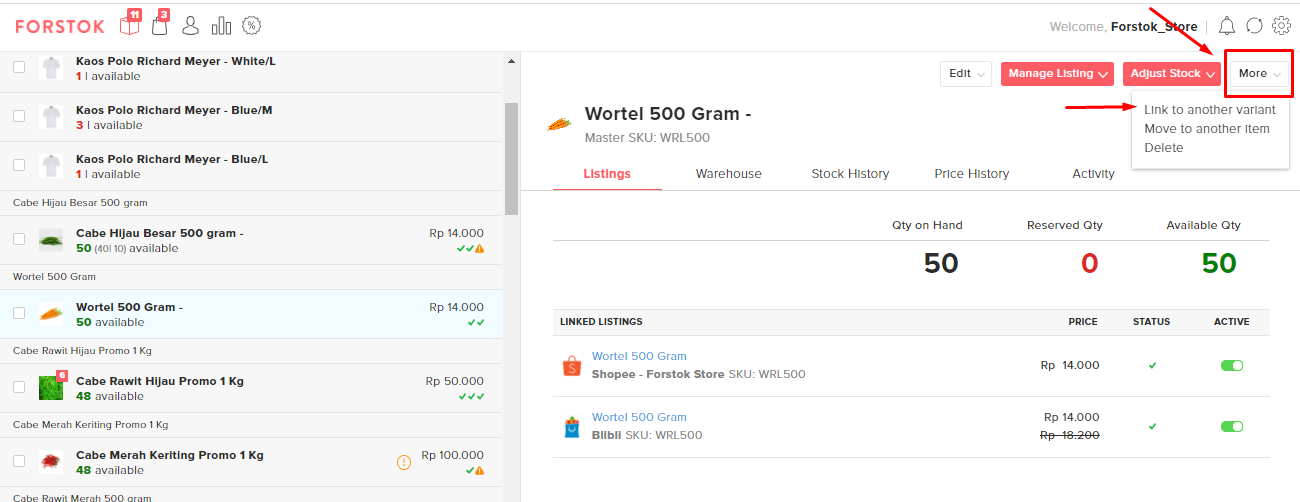 FORSTOK
11
3
Welcome, Forstok_Store
Kaos Polo Richard Meyer - White/L
1 | available
Kaos Polo Richard Meyer - Blue/M
3 | available
Kaos Polo Richard Meyer - Blue/L
1 | available
Cabe Hijau Besar 500 gram
Cabe Hijau Besar 500 gram -
Rp 14.000
50 (40| 10) available
Wortel 500 Gram
Wortel 500 Gram -
Rp 14.000
50 available
Cabe Rawit Hijau Promo 1 Kg
6
Cabe Rawit Hijau Promo 1 Kg
Rp 50.000
48 available
Cabe Merah Keriting Promo 1 Kg
Cabe Merah Keriting Promo 1 Kg
Rp 100.000
48 available
Cabe Rawit Merah 500 gram
Edit
Manage Listing
Adjust Stock
More
Link to another variant
Move to another item
Delete
Wortel 500 Gram -
Master SKU: WRL500
Listings
Warehouse
Stock History
Price History
Activity
Qty on Hand
Reserved Qty
Available Qty
50
0
50
LINKED LISTINGS
PRICE
STATUS
ACTIVE
Wortel 500 Gram
Shopee - Forstok Store SKU: WRL500
Rp 14.000
Wortel 500 Gram
Blibli SKU: WRL500
Rp 14.000
Rp 18.200